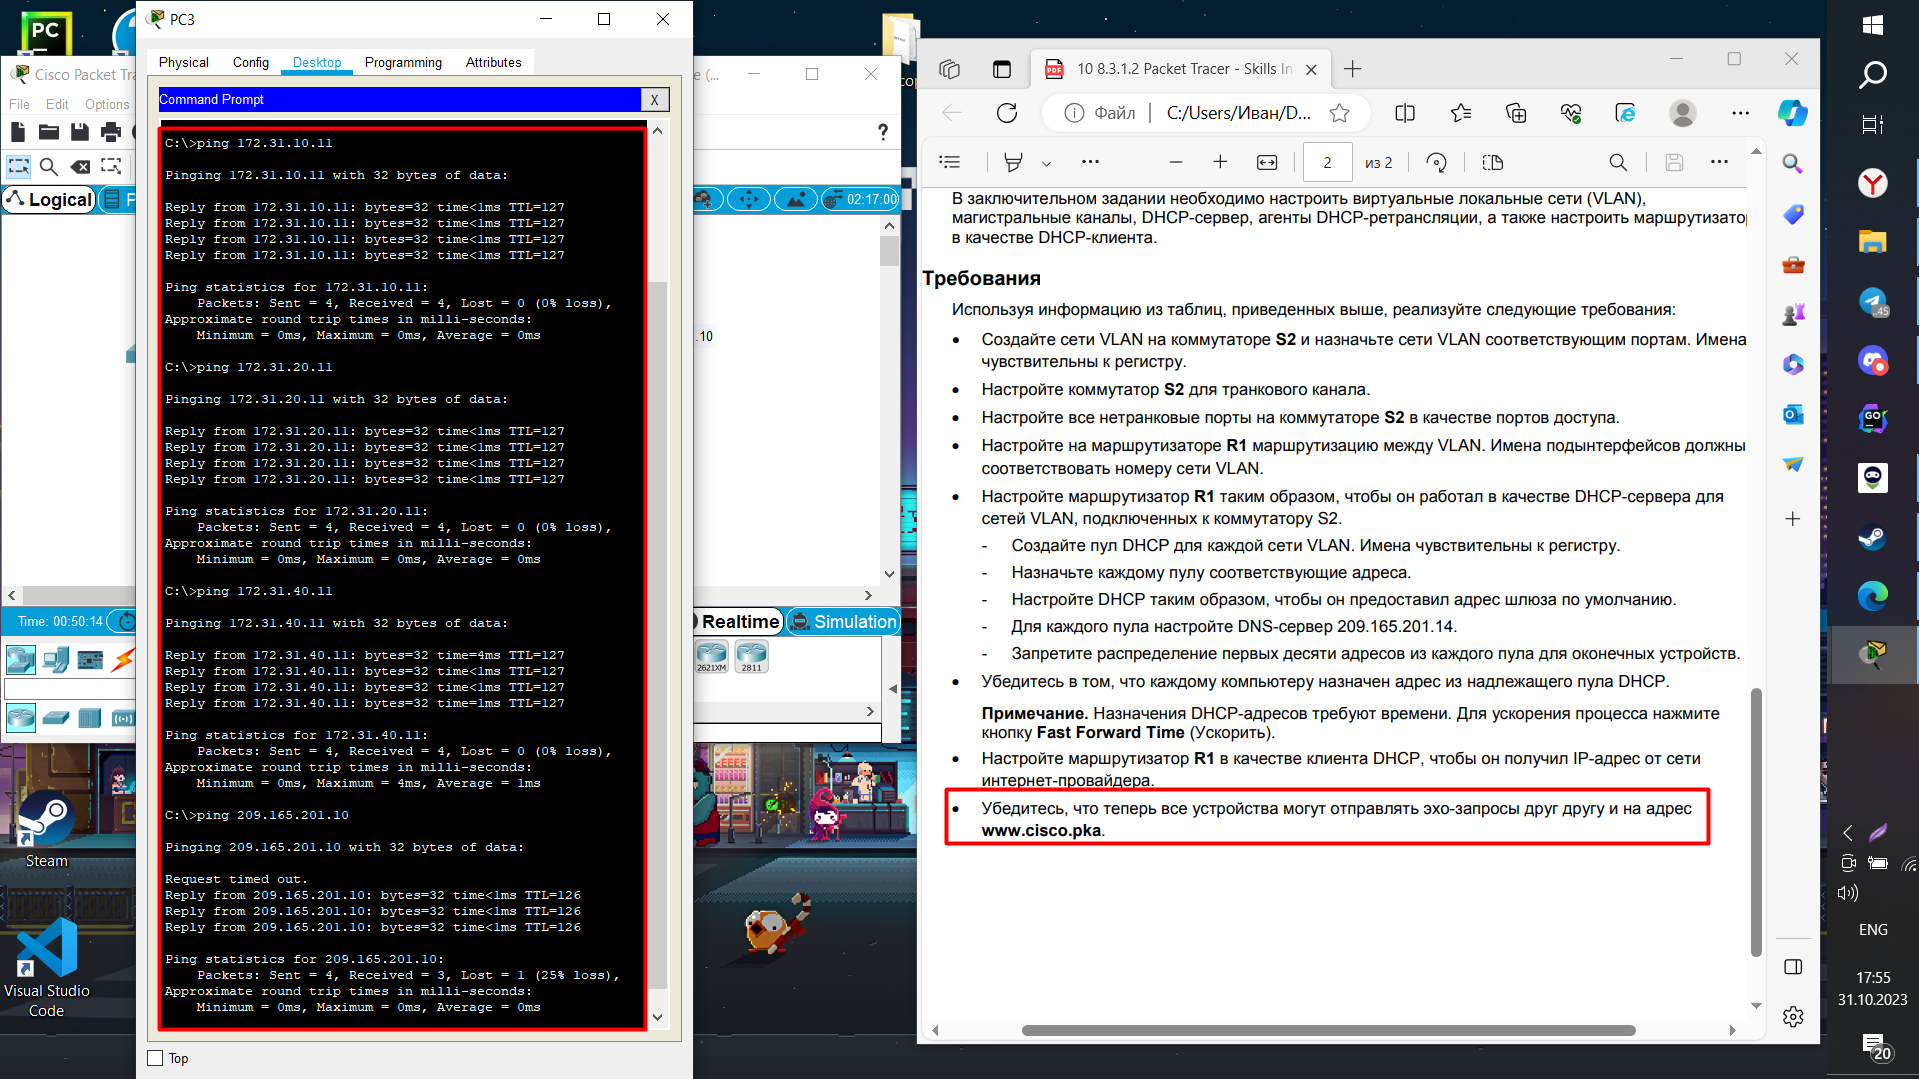 PC3
Physical
Config
Desktop
Programming
Attributes
Command Prompt
X
C:\>ping 172.31.10.11
Pinging 172.31.10.11 with 32 bytes of data:
Reply from 172.31.10.11: bytes=32 time<1ms TTL=127
Reply from 172.31.10.11: bytes=32 time<1ms TTL=127
Reply from 172.31.10.11: bytes=32 time<1ms TTL=127
Reply from 172.31.10.11: bytes=32 time<1ms TTL=127
Ping statistics for 172.31.10.11:
Packets: Sent = 4, Received = 4, Lost = 0 (0% loss),
Approximate round trip times in milli-seconds:
Minimum = 0ms, Maximum = 0ms, Average = 0ms
C:\>ping 172.31.20.11
Pinging 172.31.20.11 with 32 bytes of data:
Reply from 172.31.20.11: bytes=32 time<1ms TTL=127
Reply from 172.31.20.11: bytes=32 time<1ms TTL=127
Reply from 172.31.20.11: bytes=32 time<1ms TTL=127
Reply from 172.31.20.11: bytes=32 time<1ms TTL=127
Ping statistics for 172.31.20.11:
Packets: Sent = 4, Received = 4, Lost = 0 (0% loss),
Approximate round trip times in milli-seconds:
Minimum = 0ms, Maximum = 0ms, Average = 0ms
C:\>ping 172.31.40.11
Pinging 172.31.40.11 with 32 bytes of data:
Reply from 172.31.40.11: bytes=32 time=4ms TTL=127
Reply from 172.31.40.11: bytes=32 time<1ms TTL=127
Reply from 172.31.40.11: bytes=32 time<1ms TTL=127
Reply from 172.31.40.11: bytes=32 time=1ms TTL=127
Ping statistics for 172.31.40.11:
Packets: Sent = 4, Received = 4, Lost = 0 (0% loss),
Approximate round trip times in milli-seconds:
Minimum = 0ms, Maximum = 4ms, Average = 1ms
C:\>ping 209.165.201.10
Pinging 209.165.201.10 with 32 bytes of data:
Request timed out.
Reply from 209.165.201.10: bytes=32 time<1ms TTL=126
Reply from 209.165.201.10: bytes=32 time<1ms TTL=126
Reply from 209.165.201.10: bytes=32 time<1ms TTL=126
Ping statistics for 209.165.201.10:
Packets: Sent = 4, Received = 3, Lost = 1 (25% loss),
Approximate round trip times in milli-seconds:
Minimum = 0ms, Maximum = 0ms, Average = 0ms
Top
PC
Cisco Packet Tra
File Edit Options
Logical
Time: 00:50:14
Steam
Visual Studio
Code
?
02:17:00
.10
Realtime
Simulation
2621XM
2811
10 8.3.1.2 Packet Tracer - Skills In
Файл
C:/Users/Иван/D...
2
из 2
В заключительном задании необходимо настроить виртуальные локальные сети (VLAN),
магистральные каналы, DHCP-сервер, агенты DHCP-ретрансляции, а также настроить маршрутизатор
в качестве DHCP-клиента.
Требования
Используя информацию из таблиц, приведенных выше, реализуйте следующие требования:
• Создайте сети VLAN на коммутаторе S2 и назначьте сети VLAN соответствующим портам. Имена
чувствительны к регистру.
• Настройте коммутатор S2 для транкового канала.
• Настройте все нетранковые порты на коммутаторе S2 в качестве портов доступа.
• Настройте на маршрутизаторе R1 маршрутизацию между VLAN. Имена подынтерфейсов должны
соответствовать номеру сети VLAN.
• Настройте маршрутизатор R1 таким образом, чтобы он работал в качестве DHCP-сервера для
сетей VLAN, подключенных к коммутатору S2.
- Создайте пул DHCP для каждой сети VLAN. Имена чувствительны к регистру.
- Назначьте каждому пулу соответствующие адреса.
- Настройте DHCP таким образом, чтобы он предоставил адрес шлюза по умолчанию.
- Для каждого пула настройте DNS-сервер 209.165.201.14.
- Запретите распределение первых десяти адресов из каждого пула для оконечных устройств.
• Убедитесь в том, что каждому компьютеру назначен адрес из надлежащего пула DHCP.
Примечание. Назначения DHCP-адресов требуют времени. Для ускорения процесса нажмите
кнопку Fast Forward Time (Ускорить).
• Настройте маршрутизатор R1 в качестве клиента DHCP, чтобы он получил IP-адрес от сети
интернет-провайдера.
• Убедитесь, что теперь все устройства могут отправлять эхо-запросы друг другу и на адрес
www.cisco.pka.
45
GO
ENG
17:55
31.10.2023
20